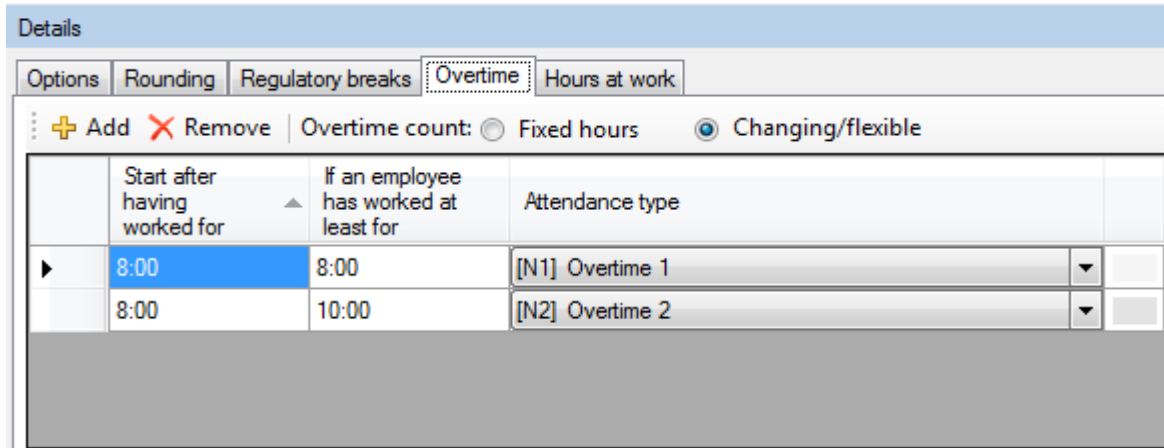 Details
Options Rounding Regulatory breaks Overtime Hours at work
Add Remove Overtime count: Fixed hours Changing/flexible
Start after having worked for If an employee has worked at least for Attendance type
8:00 8:00 [N1] Overtime 1
8:00 10:00 [N2] Overtime 2